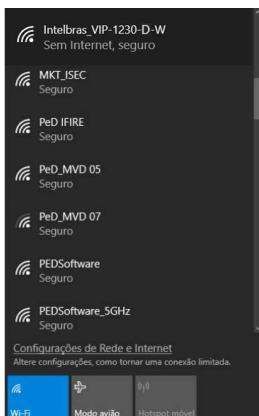 Intelbras_VIP-1230-D-W
Sem Internet, seguro
MKT_ISEC
Seguro
PeD IFIRE
Seguro
PeD_MVD 05
Seguro
PeD_MVD 07
Seguro
PEDSoftware
Seguro
PEDSoftware_5GHz
Seguro
Configurações de Rede e Internet
Altere configurações, como tornar uma conexão limitada.
Wi-Fi
Modo avião
Hotspot móvel